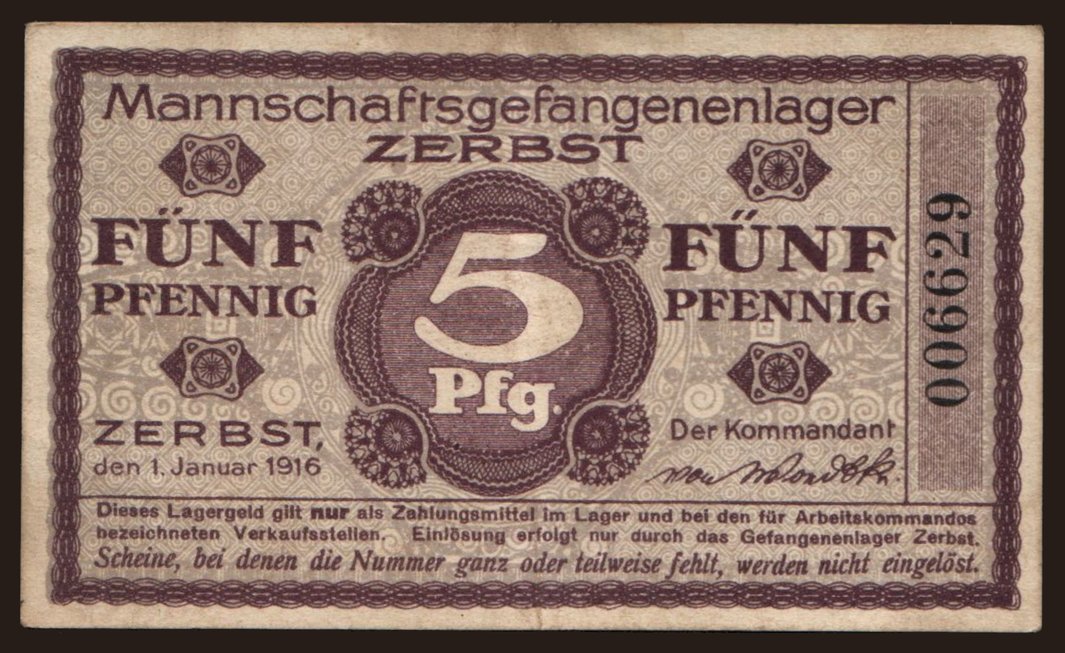 Mannschaftsgefangenenlager
ZERBST
FÜNF
PFENNIG
5
Pfg.
FÜNF
PFENNIG
006629
ZERBST,
den 1. Januar 1916
Der Kommandant
Dieses Lagergeld gilt nur als Zahlungsmittel im Lager und bei den für Arbeitskommandos
bezeichneten Verkaufsstellen. Einlösung erfolgt nur durch das Gefangenenlager Zerbst.
Scheine, bei denen die Nummer ganz oder teilweise fehlt, werden nicht eingelöst.